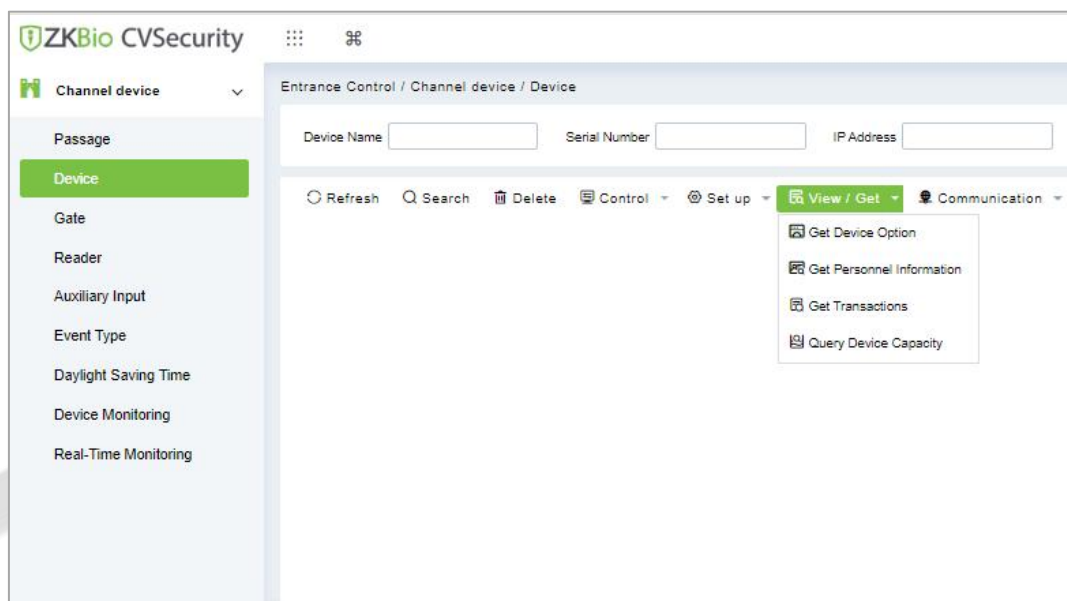 ZKBio CVSecurity
Channel device
Entrance Control / Channel device / Device
Passage
Device Name Serial Number IP Address
Device
Refresh Search Delete Control Set up View / Get Communication
Gate
Get Device Option
Reader
Get Personnel Information
Auxiliary Input
Get Transactions
Event Type
Query Device Capacity
Daylight Saving Time
Device Monitoring
Real-Time Monitoring